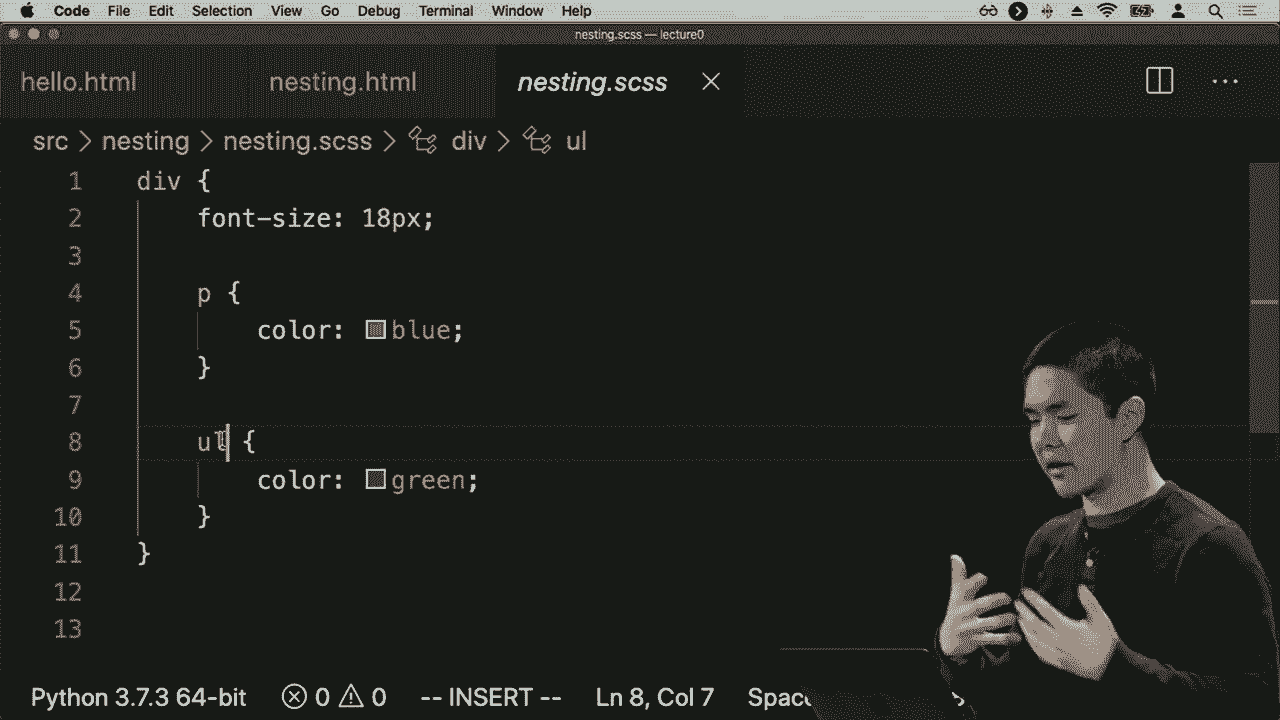 Code File Edit Selection View Go Debug Terminal Window Help
nesting.scss — lecture0
hello.html nesting.html nesting.scss
src > nesting > nesting.scss > div > ul
1 div {
2 font-size: 18px;
3
4 p {
5 color: blue;
6 }
7
8 ul {
9 color: green;
10 }
11 }
12
13
Python 3.7.3 64-bit 0 0 -- INSERT -- Ln 8, Col 7